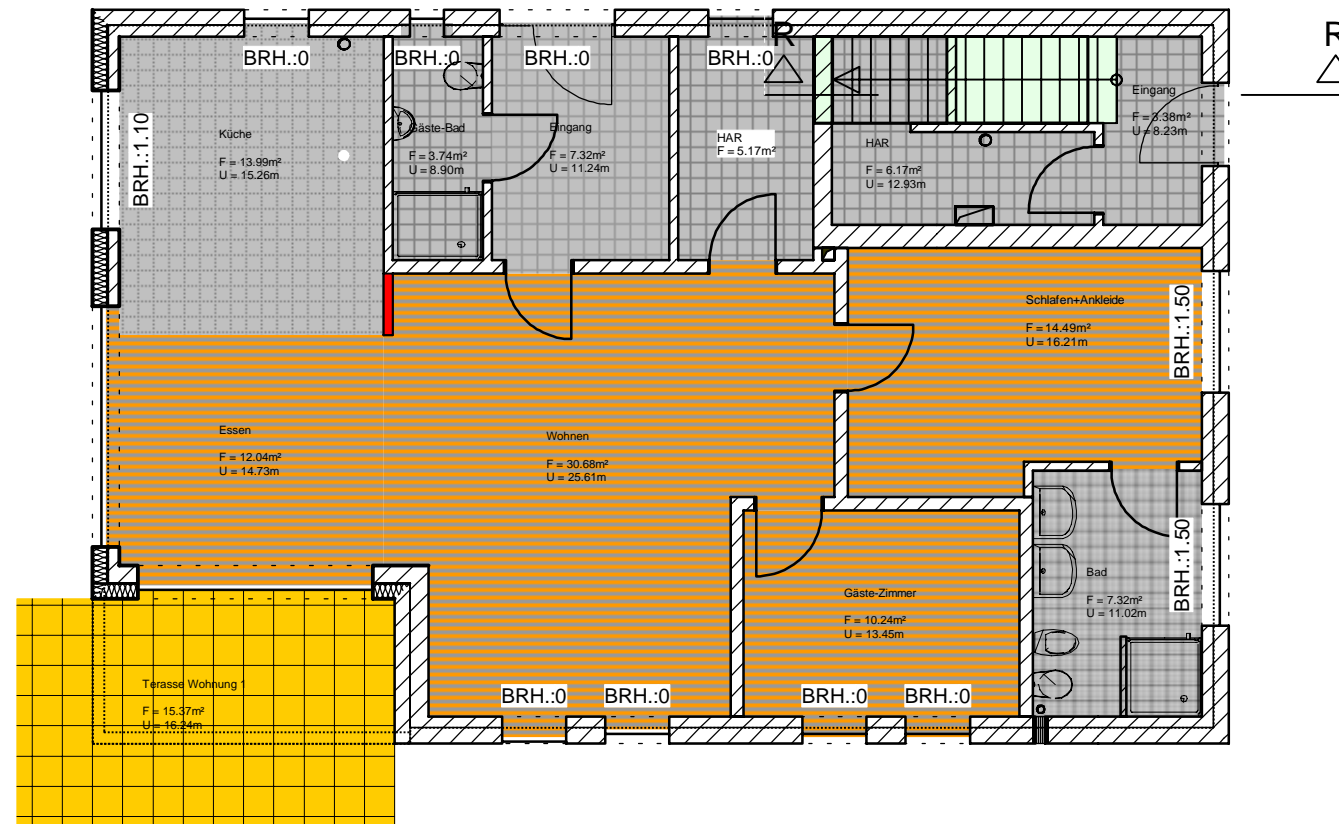 R
R
BRH.:0
BRH.:0
BRH.:0
BRH.:0
BRH.:1.10
Küche
F = 13.99m²
U = 15.26m
Gäste-Bad
F = 3.74m²
U = 8.90m
Eingang
F = 7.32m²
U = 11.24m
HAR
F = 5.17m²
HAR
F = 6.17m²
U = 12.93m
Eingang
F = 3.38m²
U = 8.23m
Schlafen+Ankleide
F = 14.49m²
U = 16.21m
BRH.:1.50
Essen
F = 12.04m²
U = 14.73m
Wohnen
F = 30.68m²
U = 25.61m
Gäste-Zimmer
F = 10.24m²
U = 13.45m
Bad
F = 7.32m²
U = 11.02m
BRH.:1.50
Terasse Wohnung 1
F = 15.37m²
U = 16.24m
BRH.:0
BRH.:0
BRH.:0
BRH.:0